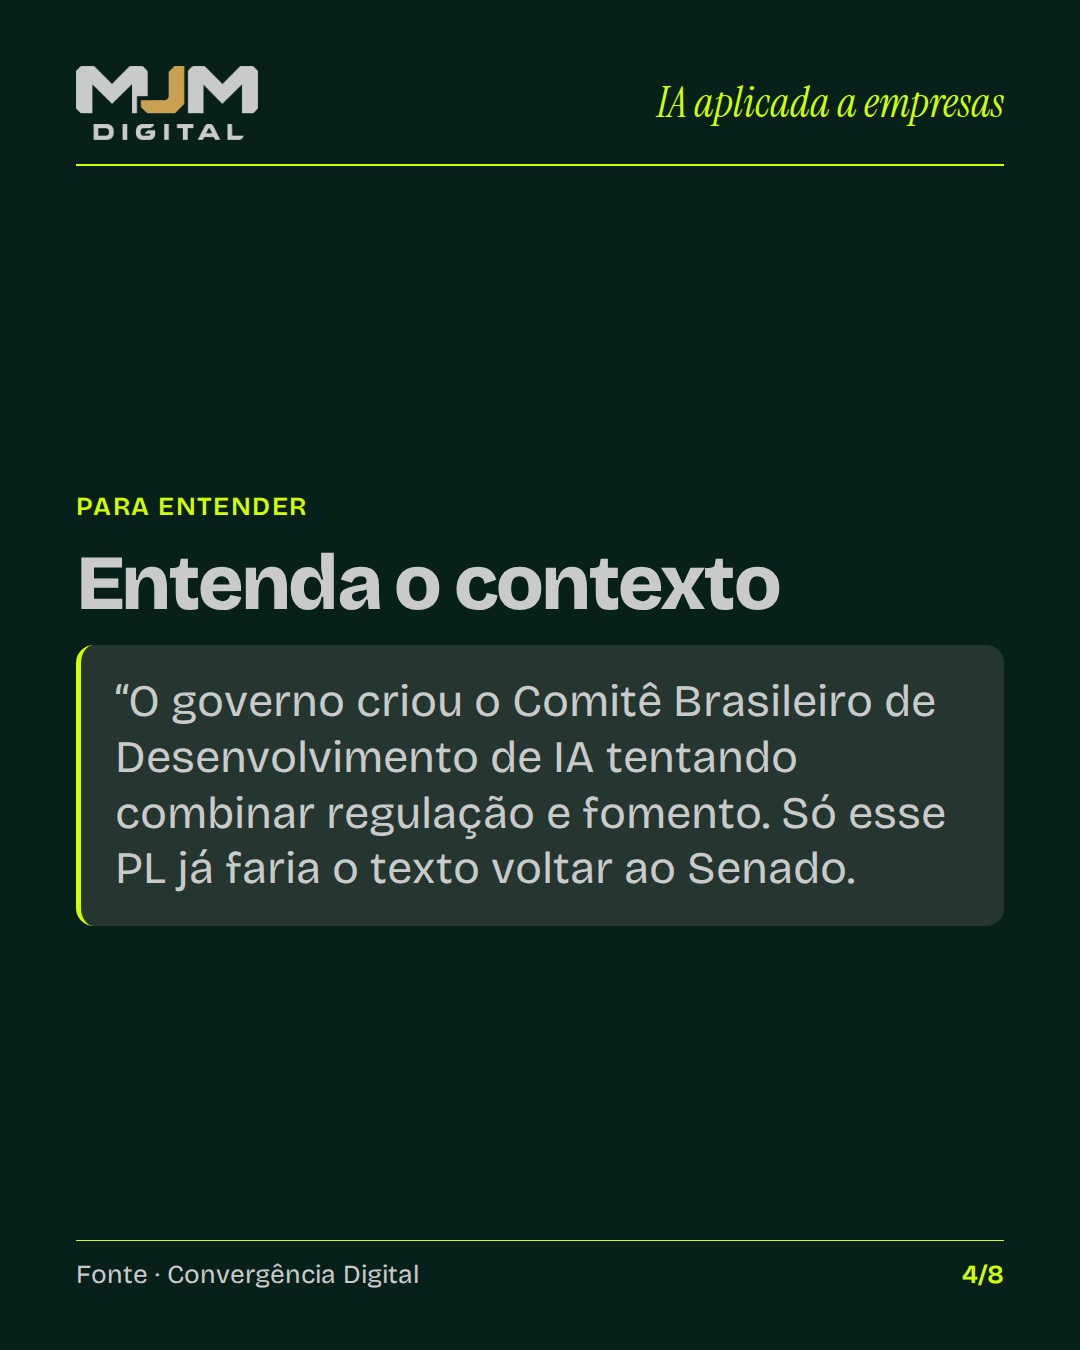 MJM
DIGITAL
IA aplicada a empresas
PARA ENTENDER
Entenda o contexto
“O governo criou o Comitê Brasileiro de
Desenvolvimento de IA tentando
combinar regulação e fomento. Só esse
PL já faria o texto voltar ao Senado.
Fonte · Convergência Digital
4/8